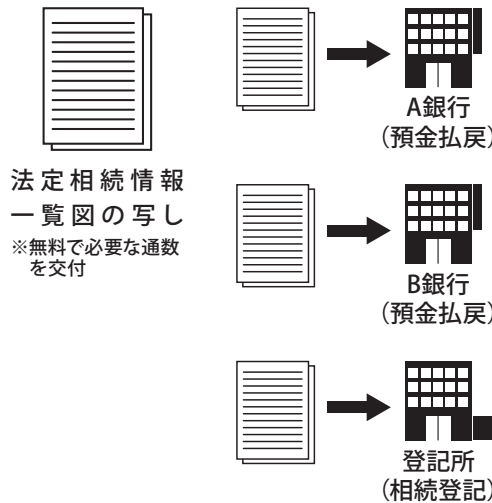 法定相続情報
一覧図の写し
※無料で必要な通数
を交付
A銀行
（預金払戻）
B銀行
（預金払戻）
登記所
（相続登記）